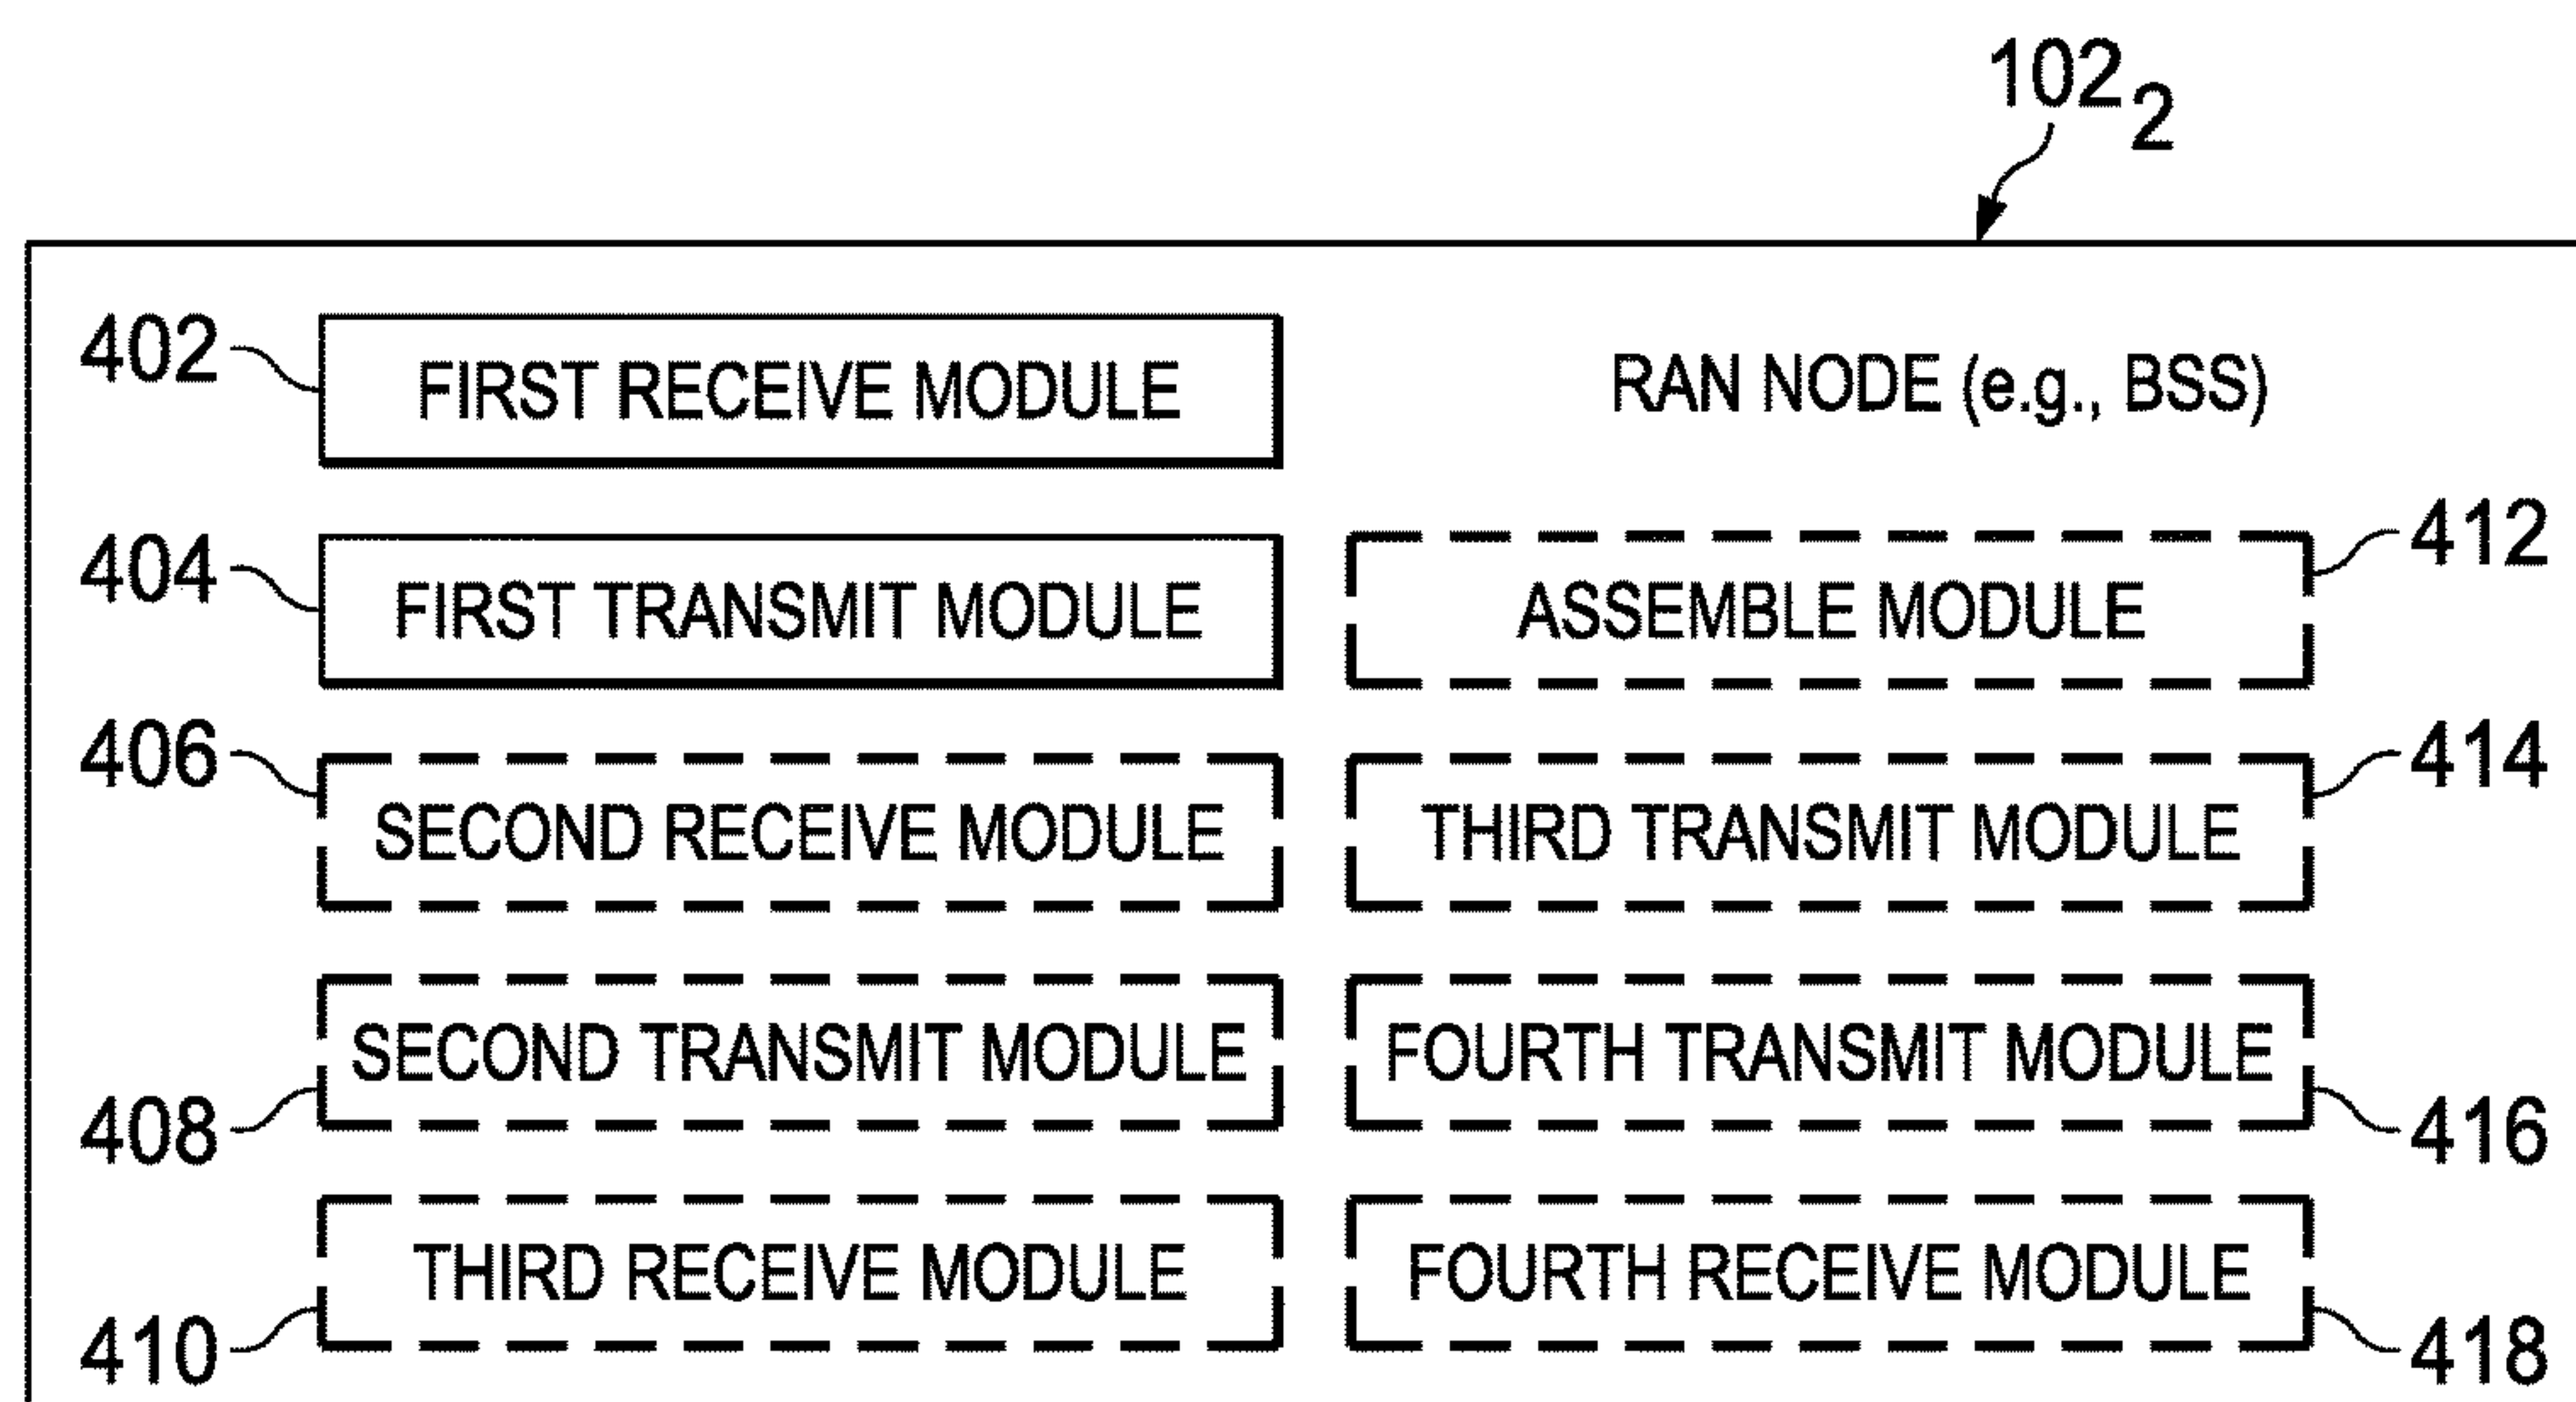 102 2
402 FIRST RECEIVE MODULE RAN NODE (e.g., BSS)
404 FIRST TRANSMIT MODULE ASSEMBLE MODULE 412
406 SECOND RECEIVE MODULE THIRD TRANSMIT MODULE 414
408 SECOND TRANSMIT MODULE FOURTH TRANSMIT MODULE 416
410 THIRD RECEIVE MODULE FOURTH RECEIVE MODULE 418